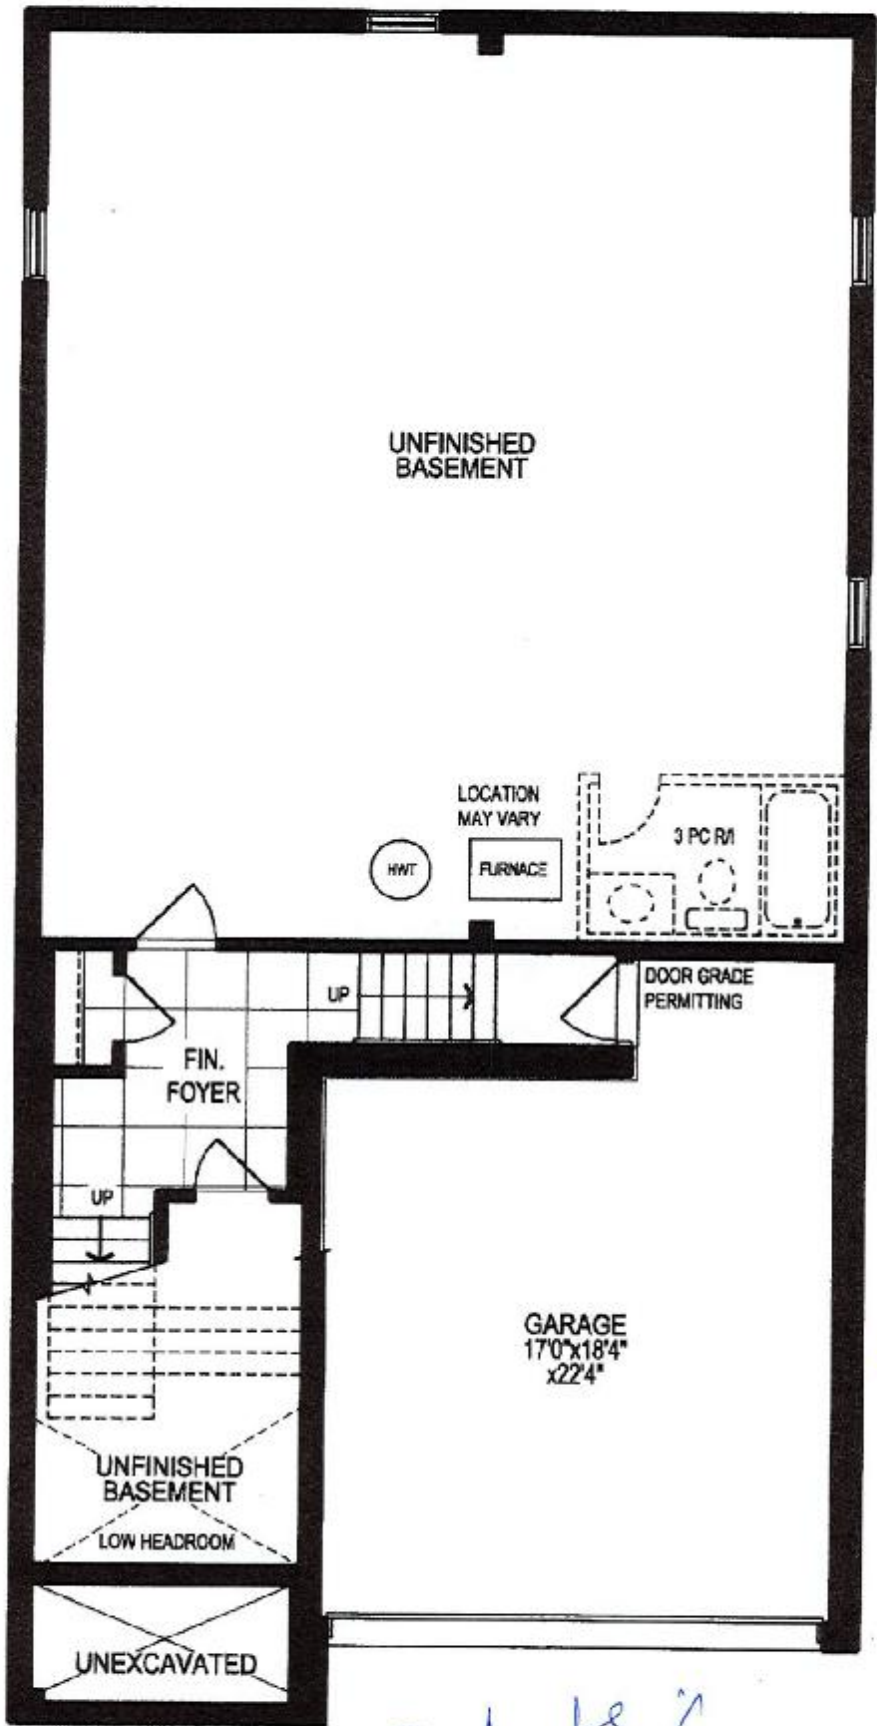 UNFINISHED
BASEMENT
LOCATION
MAY VARY
HWT
FURNACE
3 PC R/I
UP
DOOR GRADE
PERMITTING
FIN.
FOYER
UP
GARAGE
17'0"x18'4"
x22'4"
UNFINISHED
BASEMENT
LOW HEADROOM
UNEXCAVATED